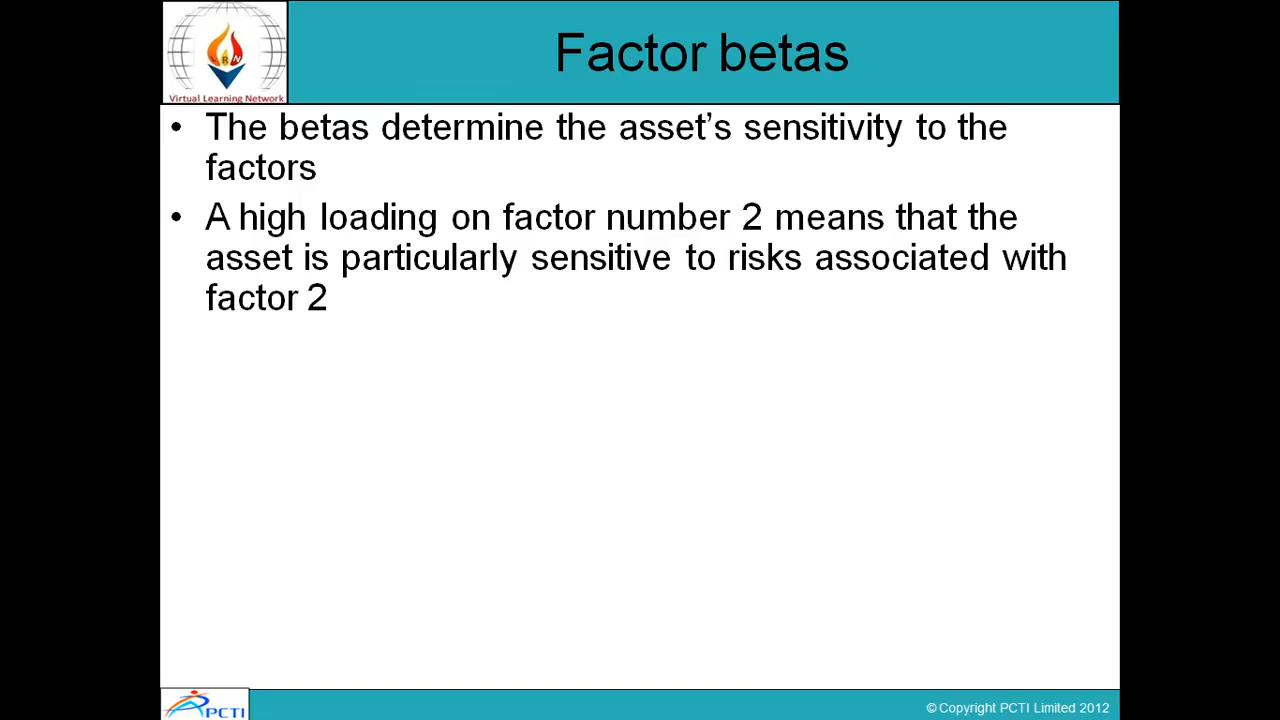 Factor betas
Virtual Learning Network
• The betas determine the asset’s sensitivity to the
factors
• A high loading on factor number 2 means that the
asset is particularly sensitive to risks associated with
factor 2
PCTI
© Copyright PCTI Limited 2012